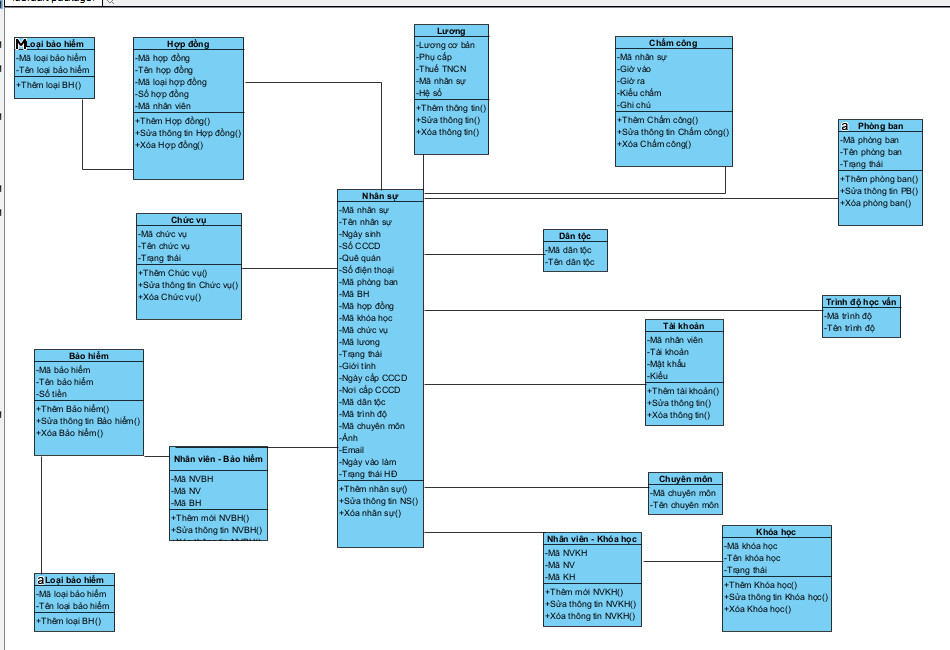 Loại bảo hiểm
-Mã loại bảo hiểm
-Tên loại bảo hiểm
+Thêm loại BH()
Hợp đồng
-Mã hợp đồng
-Tên hợp đồng
-Mã loại hợp đồng
-Số hợp đồng
-Mã nhân viên
+Thêm Hợp đồng()
+Sửa thông tin Hợp đồng()
+Xóa Hợp đồng()
Lương
-Lương cơ bản
-Phụ cấp
-Thuế TNCN
-Mã nhân sự
-Hệ số
+Thêm thông tin()
+Sửa thông tin()
+Xóa thông tin()
Chấm công
-Mã nhân sự
-Giờ vào
-Giờ ra
-Kiểu chấm
-Ghi chú
+Thêm Chấm công()
+Sửa thông tin Chấm công()
+Xóa Chấm công()
a Phòng ban
-Mã phòng ban
-Tên phòng ban
-Trạng thái
+Thêm phòng ban()
+Sửa thông tin PB()
+Xóa phòng ban()
Chức vụ
-Mã chức vụ
-Tên chức vụ
-Trạng thái
+Thêm Chức vụ()
+Sửa thông tin Chức vụ()
+Xóa Chức vụ()
Nhân sự
-Mã nhân sự
-Tên nhân sự
-Ngày sinh
-Số CCCD
-Quê quán
-Số điện thoại
-Mã phòng ban
-Mã BH
-Mã hợp đồng
-Mã khóa học
-Mã chức vụ
-Mã lương
-Trạng thái
-Giới tính
-Ngày cấp CCCD
-Nơi cấp CCCD
-Mã dân tộc
-Mã trình độ
-Mã chuyên môn
-Ảnh
-Email
-Ngày vào làm
-Trạng thái HĐ
+Thêm nhân sự()
+Sửa thông tin NS()
+Xóa nhân sự()
Dân tộc
-Mã dân tộc
-Tên dân tộc
Trình độ học vấn
-Mã trình độ
-Tên trình độ
Tài khoản
-Mã nhân viên
-Tài khoản
-Mật khẩu
-Kiểu
+Thêm tài khoản()
+Sửa thông tin()
+Xóa thông tin()
Bảo hiểm
-Mã bảo hiểm
-Tên bảo hiểm
-Số tiền
+Thêm Bảo hiểm()
+Sửa thông tin Bảo hiểm()
+Xóa Bảo hiểm()
Nhân viên - Bảo hiểm
-Mã NVBH
-Mã NV
-Mã BH
+Thêm mới NVBH()
+Sửa thông tin NVBH()
Chuyên môn
-Mã chuyên môn
-Tên chuyên môn
Nhân viên - Khóa học
-Mã NVKH
-Mã NV
-Mã KH
+Thêm mới NVKH()
+Sửa thông tin NVKH()
+Xóa thông tin NVKH()
Khóa học
-Mã khóa học
-Tên khóa học
-Trạng thái
+Thêm Khóa học()
+Sửa thông tin Khóa học()
+Xóa Khóa học()
a Loại bảo hiểm
-Mã loại bảo hiểm
-Tên loại bảo hiểm
+Thêm loại BH()